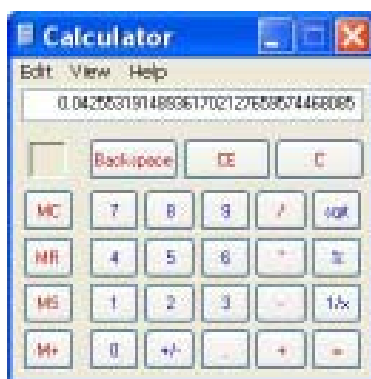 Calculator
Edit View Help
0.042553191489361702127659574468085
Backspace CE C
MC 7 8 9 / sqrt
MR 4 5 6 * %
MS 1 2 3 - 1/x
M+ 0 +/- . + =